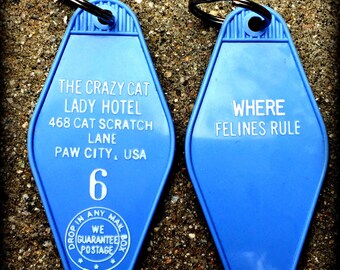 THE CRAZY CAT
LADY HOTEL
468 CAT SCRATCH
LANE
PAW CITY, USA
6
DROP IN ANY MAIL BOX
WE
GUARANTEE
POSTAGE
WHERE
FELINES RULE